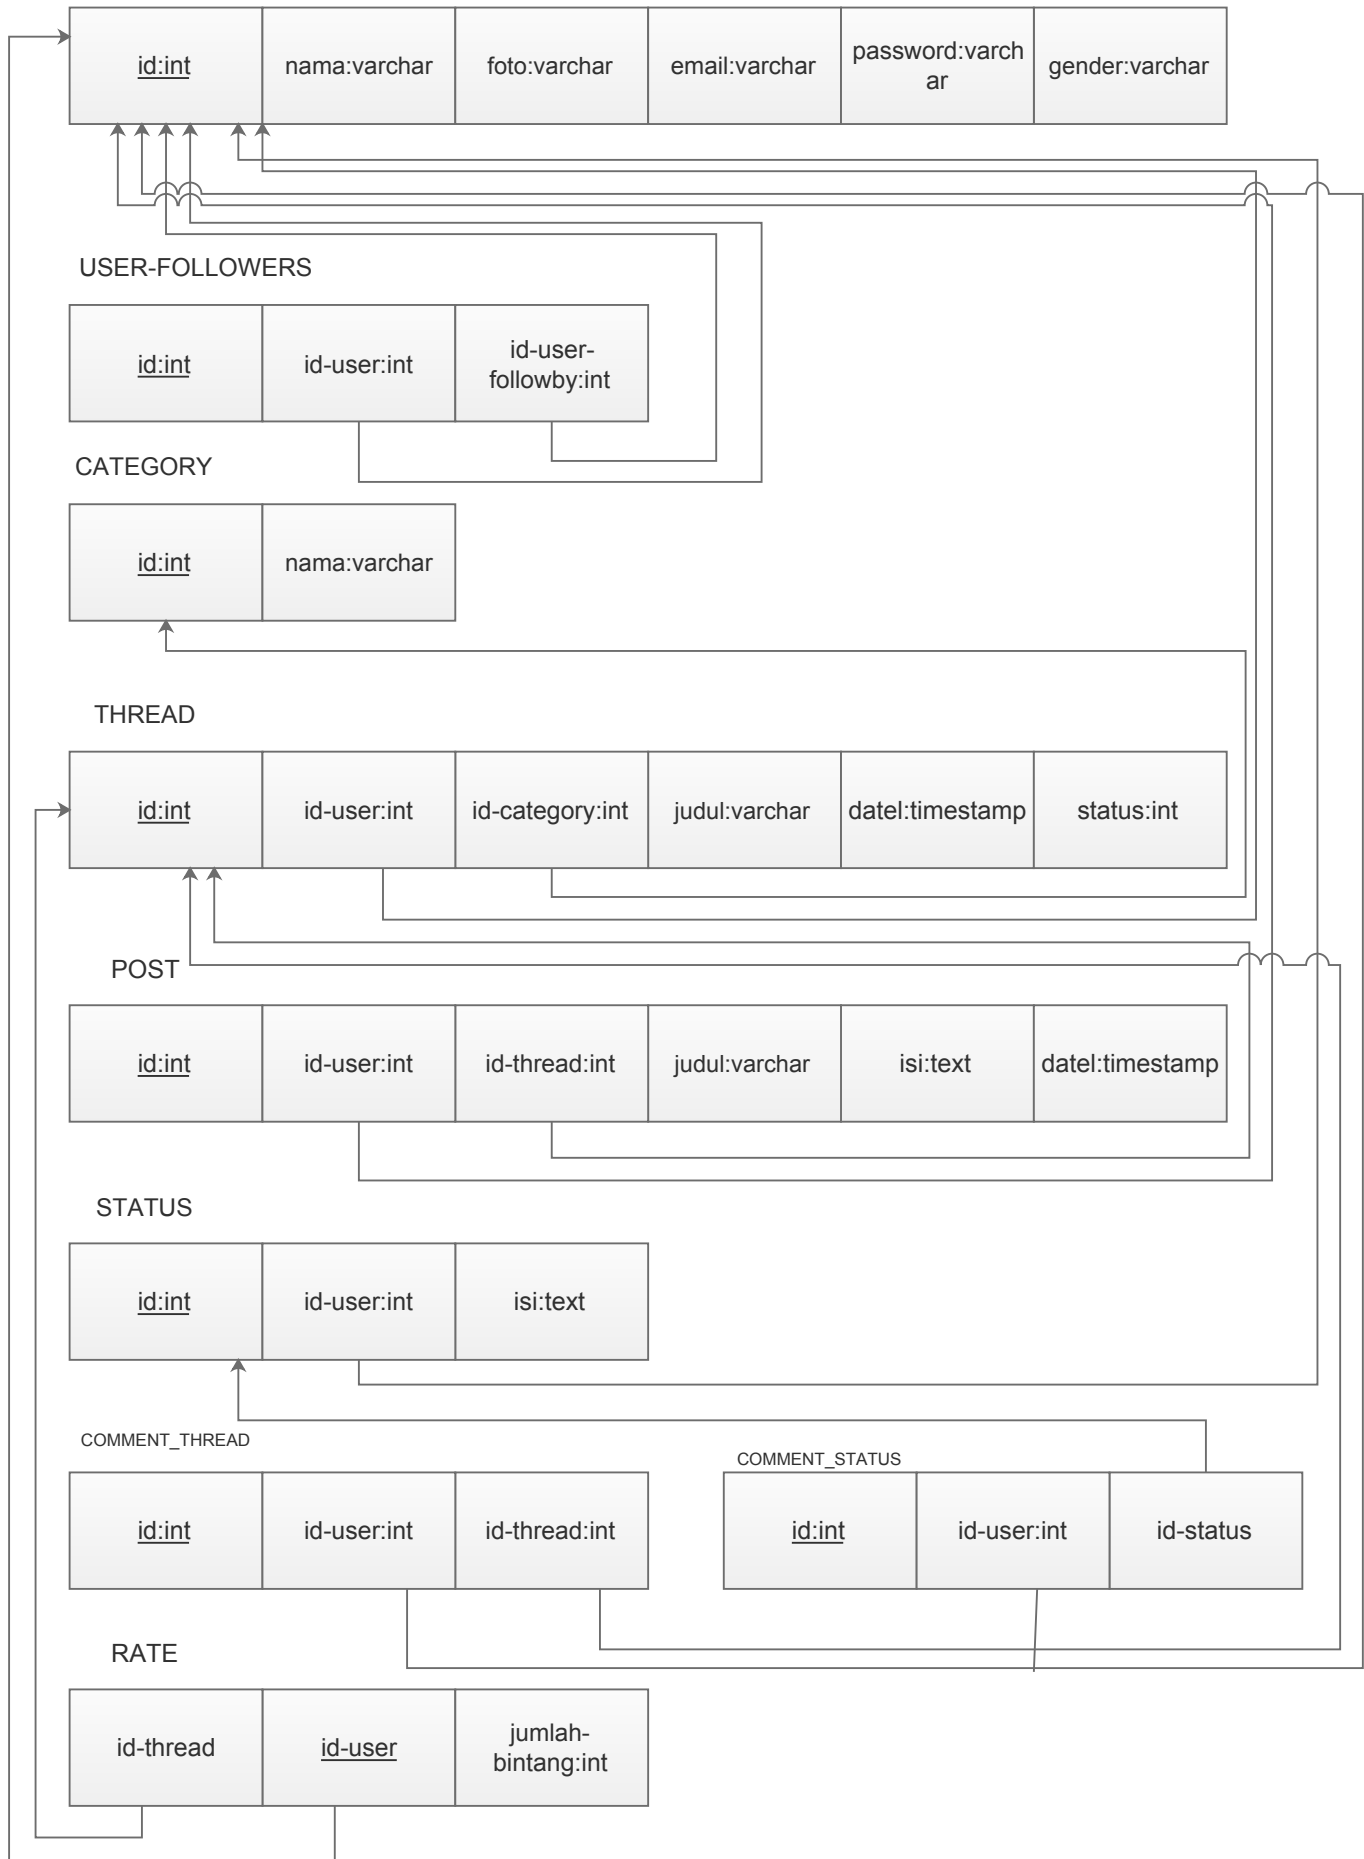 id:int
nama:varchar
foto:varchar
email:varchar
password:varch
ar
gender:varchar
USER-FOLLOWERS
id:int
id-user:int
id-user-
followby:int
CATEGORY
id:int
nama:varchar
THREAD
id:int
id-user:int
id-category:int
judul:varchar
datel:timestamp
status:int
POST
id:int
id-user:int
id-thread:int
judul:varchar
isi:text
datel:timestamp
STATUS
id:int
id-user:int
isi:text
COMMENT_THREAD
id:int
id-user:int
id-thread:int
COMMENT_STATUS
id:int
id-user:int
id-status
RATE
id-thread
id-user
jumlah-
bintang:int